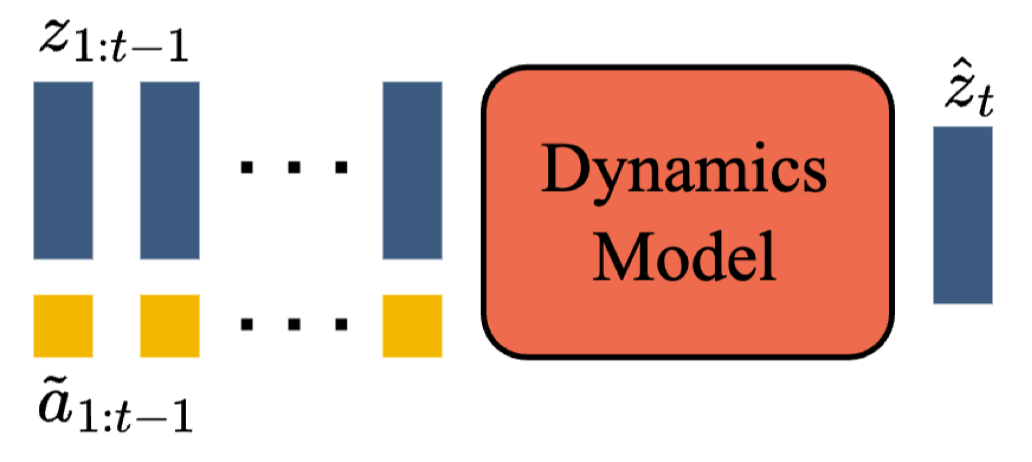 z_{1:t−1}
Dynamics
Model
ẑ_t
ã_{1:t−1}